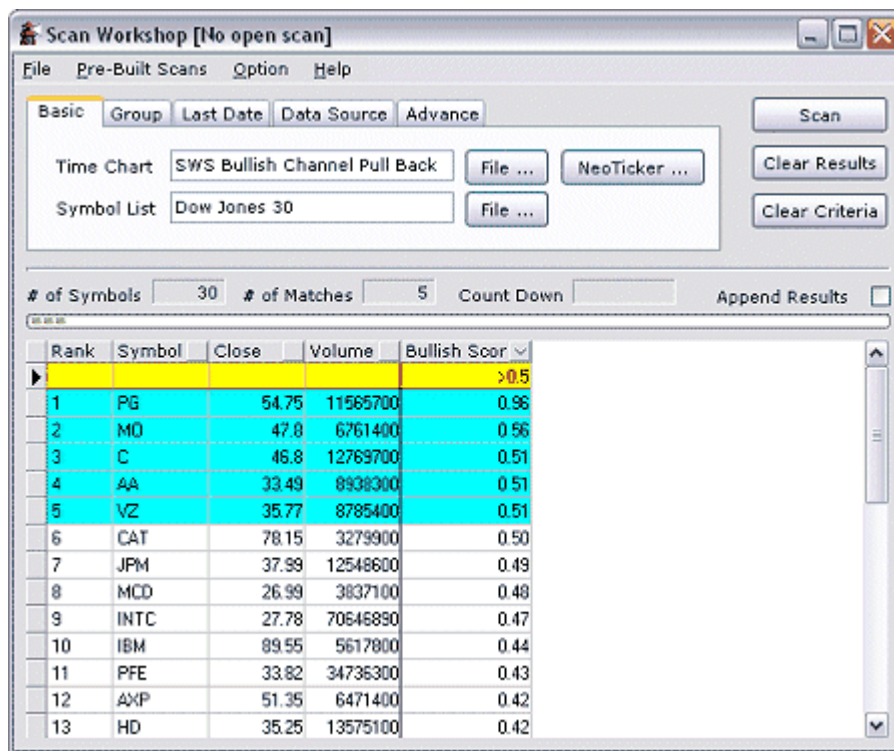 Scan Workshop [No open scan]
File Pre-Built Scans Option Help
Basic Group Last Date Data Source Advance
Scan
Time Chart SWS Bullish Channel Pull Back File ... NeoTicker ...
Clear Results
Symbol List Dow Jones 30 File ...
Clear Criteria
# of Symbols 30 # of Matches 5 Count Down Append Results
Rank Symbol Close Volume Bullish Scor
>0.5
1 PG 54.75 11565700 0.96
2 MO 47.8 6761400 0.56
3 C 46.8 12769700 0.51
4 AA 33.49 8938300 0.51
5 VZ 35.77 8785400 0.51
6 CAT 78.15 3279900 0.50
7 JPM 37.99 12548600 0.49
8 MCD 26.99 3837100 0.48
9 INTC 27.78 70646890 0.47
10 IBM 89.55 5617800 0.44
11 PFE 33.82 34736300 0.43
12 AXP 51.35 6471400 0.42
13 HD 35.25 13575100 0.42